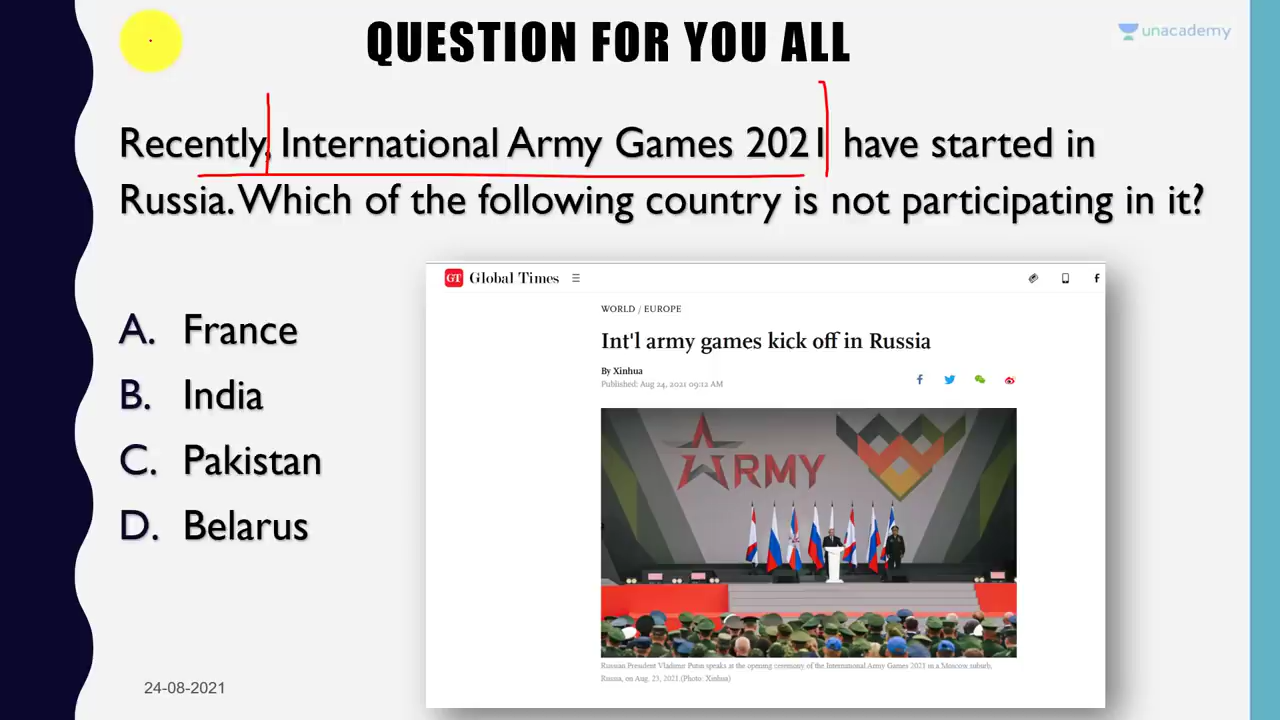 QUESTION FOR YOU ALL
unacademy
Recently, International Army Games 2021 have started in
Russia. Which of the following country is not participating in it?
A. France
B. India
C. Pakistan
D. Belarus
GT Global Times
WORLD / EUROPE
Int'l army games kick off in Russia
By Xinhua
Published: Aug 24, 2021 09:12 AM
ARMY
Russian President Vladimir Putin speaks at the opening ceremony of the International Army Games 2021 in a Moscow suburb,
Russia, on Aug. 23, 2021.(Photo: Xinhua)
24-08-2021